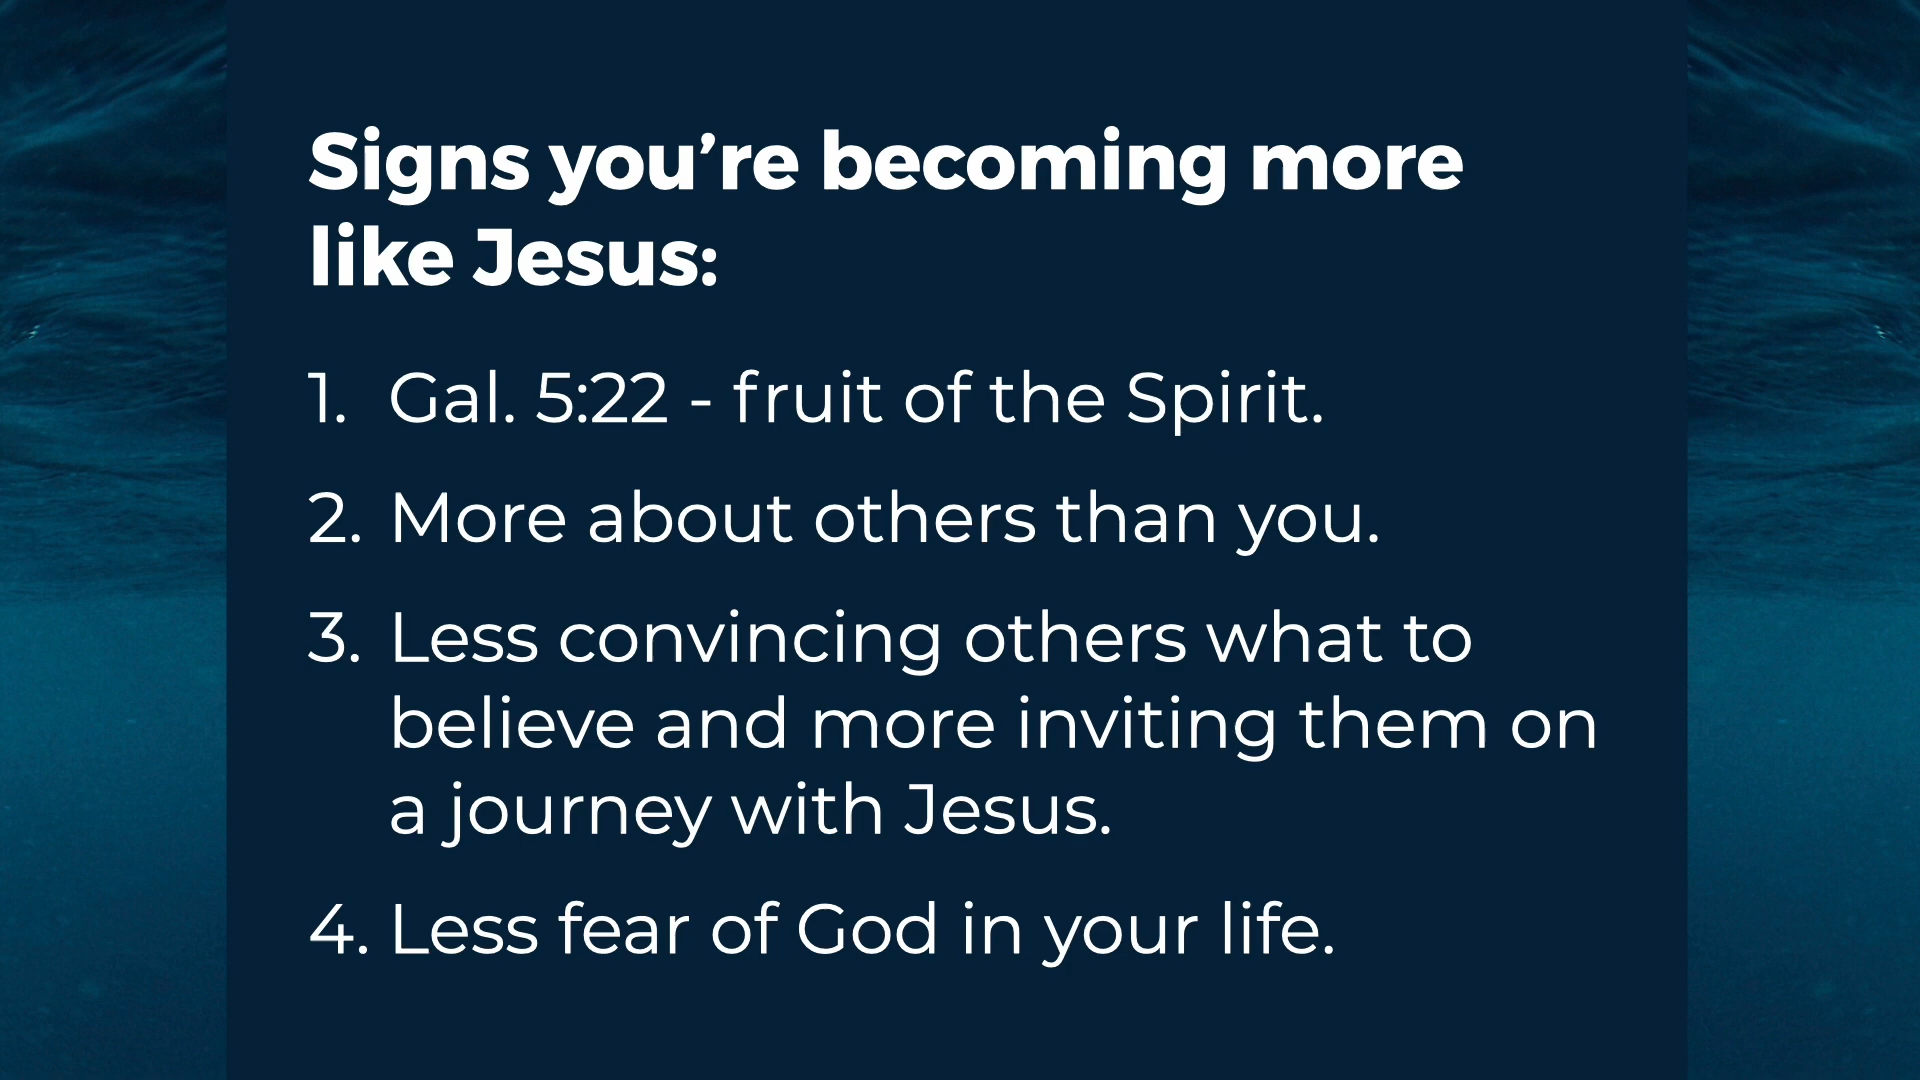 Signs you’re becoming more
like Jesus:
1. Gal. 5:22 - fruit of the Spirit.
2. More about others than you.
3. Less convincing others what to
believe and more inviting them on
a journey with Jesus.
4. Less fear of God in your life.